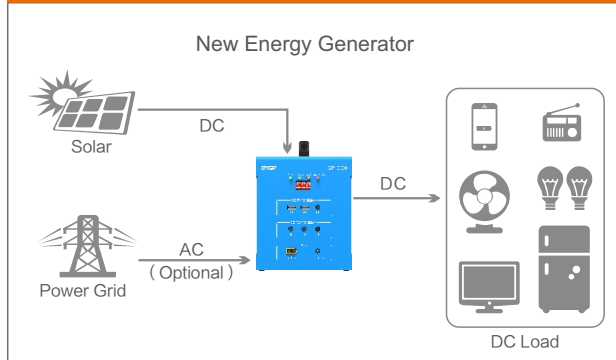 New Energy Generator
DC
Solar
DC
AC
( Optional )
Power Grid
DC Load